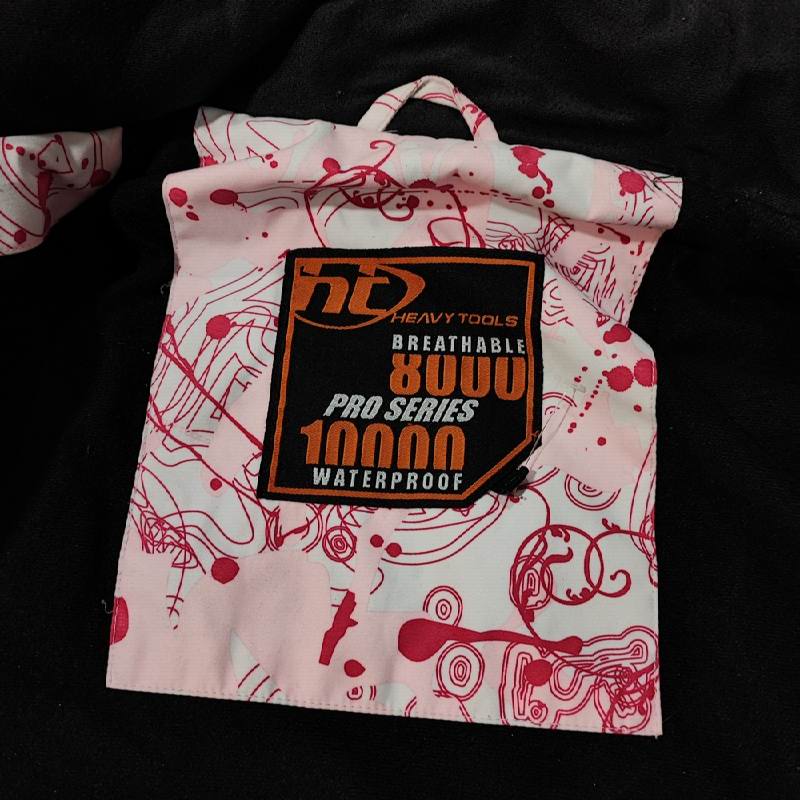 ht
HEAVY TOOLS
BREATHABLE
8000
PRO SERIES
10000
WATERPROOF